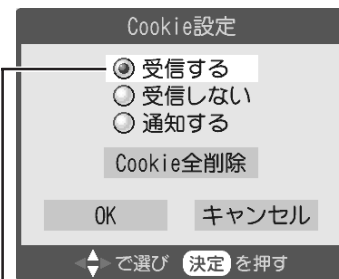 Cookie設定
受信する
受信しない
通知する
Cookie全削除
OK キャンセル
で選び 決定 を押す